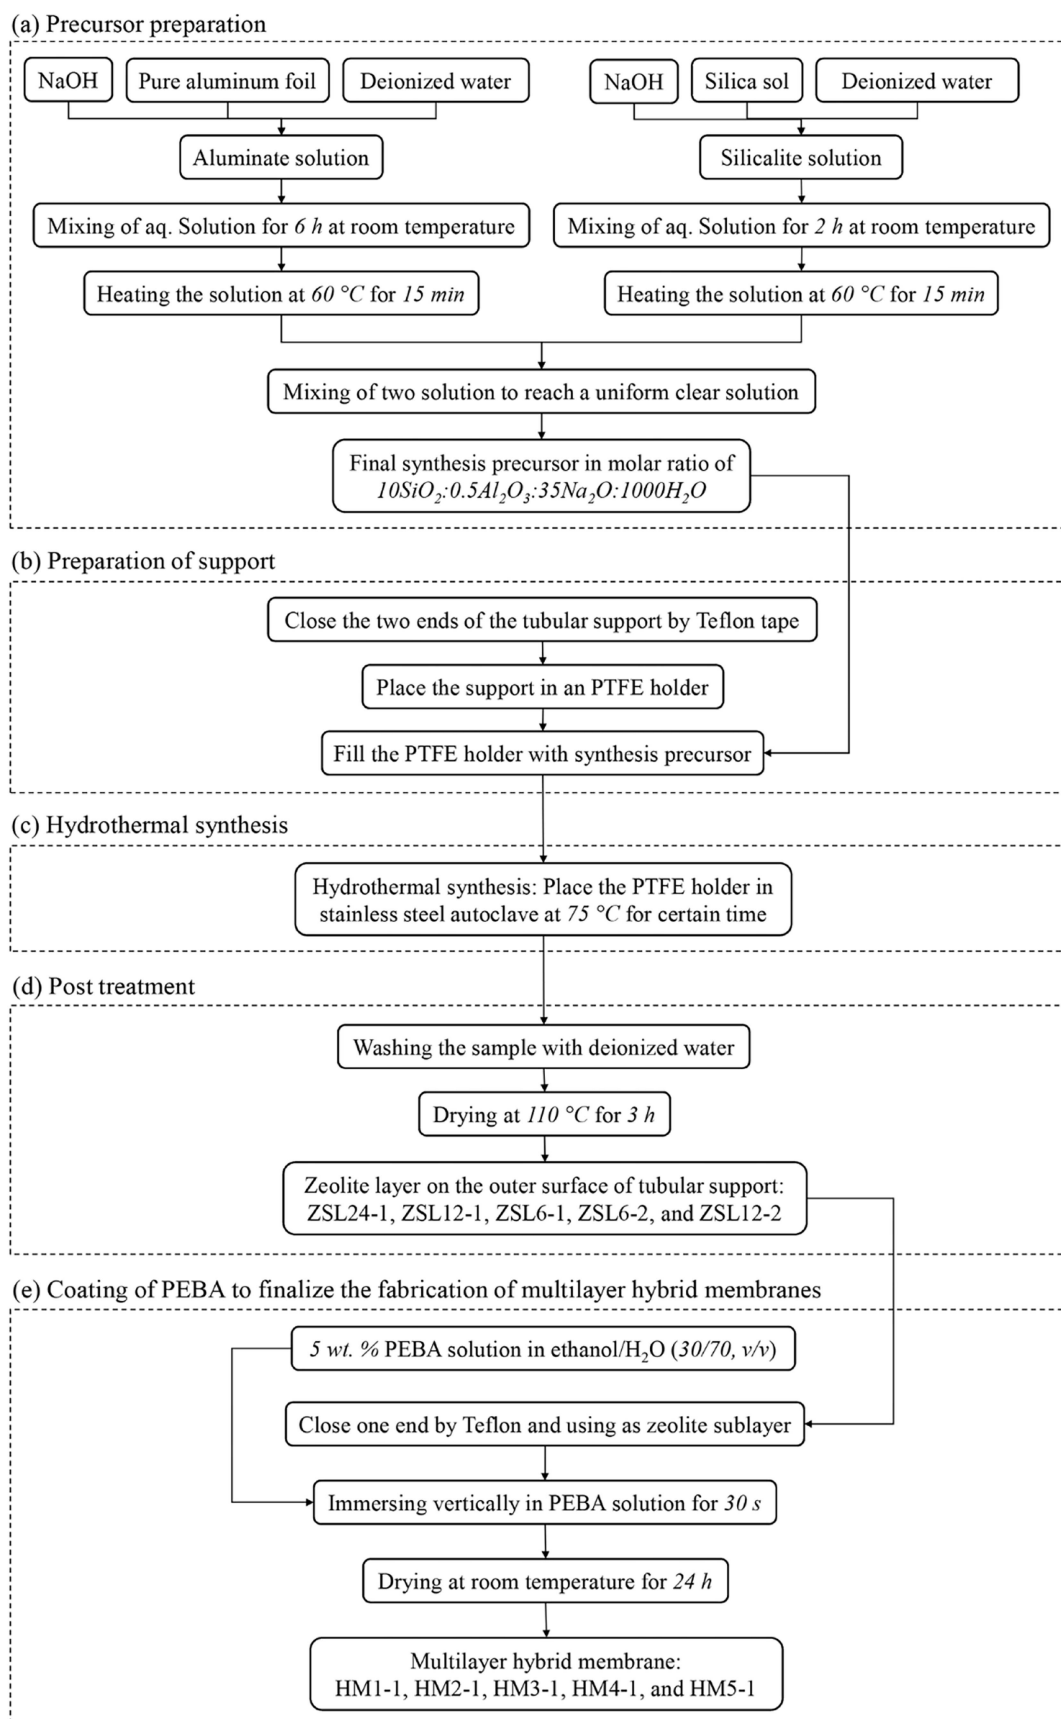 (a) Precursor preparation
NaOH
Pure aluminum foil
Deionized water
NaOH
Silica sol
Deionized water
Aluminate solution
Silicalite solution
Mixing of aq. Solution for 6 h at room temperature
Mixing of aq. Solution for 2 h at room temperature
Heating the solution at 60 °C for 15 min
Heating the solution at 60 °C for 15 min
Mixing of two solution to reach a uniform clear solution
Final synthesis precursor in molar ratio of
10SiO₂:0.5Al₂O₃:35Na₂O:1000H₂O
(b) Preparation of support
Close the two ends of the tubular support by Teflon tape
Place the support in an PTFE holder
Fill the PTFE holder with synthesis precursor
(c) Hydrothermal synthesis
Hydrothermal synthesis: Place the PTFE holder in
stainless steel autoclave at 75 °C for certain time
(d) Post treatment
Washing the sample with deionized water
Drying at 110 °C for 3 h
Zeolite layer on the outer surface of tubular support:
ZSL24-1, ZSL12-1, ZSL6-1, ZSL6-2, and ZSL12-2
(e) Coating of PEBA to finalize the fabrication of multilayer hybrid membranes
5 wt. % PEBA solution in ethanol/H₂O (30/70, v/v)
Close one end by Teflon and using as zeolite sublayer
Immersing vertically in PEBA solution for 30 s
Drying at room temperature for 24 h
Multilayer hybrid membrane:
HM1-1, HM2-1, HM3-1, HM4-1, and HM5-1